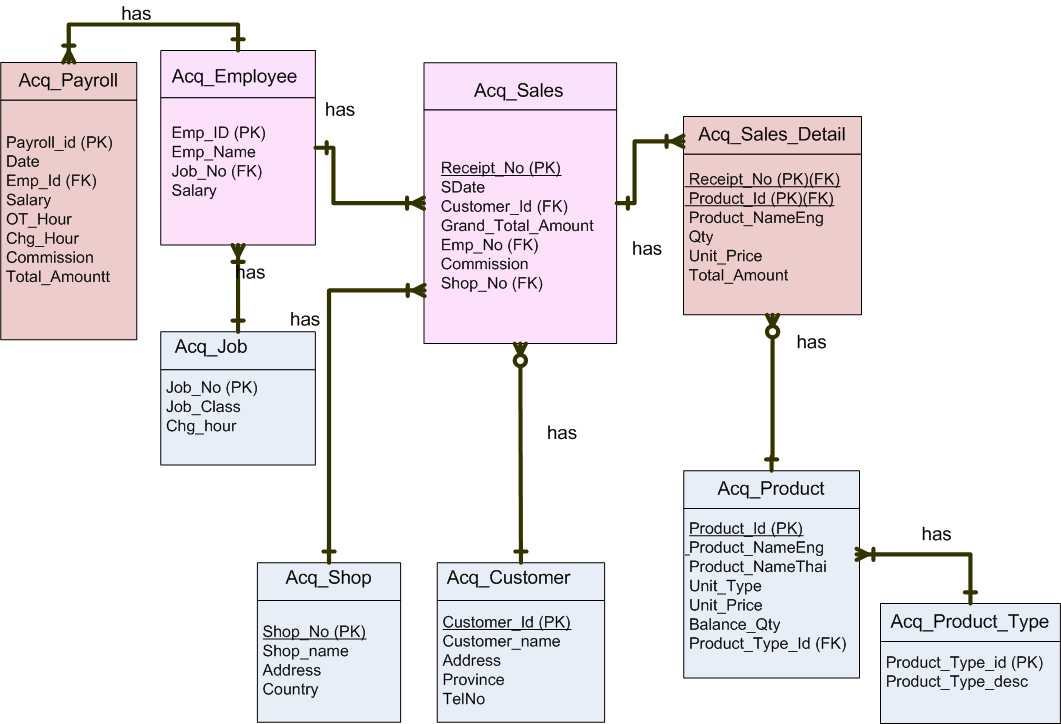 has
Acq_Payroll
Payroll_id (PK)
Date
Emp_Id (FK)
Salary
OT_Hour
Chg_Hour
Commission
Total_Amountt
Acq_Employee
Emp_ID (PK)
Emp_Name
Job_No (FK)
Salary
has
has
Acq_Job
Job_No (PK)
Job_Class
Chg_hour
Acq_Sales
Receipt_No (PK)
SDate
Customer_Id (FK)
Grand_Total_Amount
Emp_No (FK)
Commission
Shop_No (FK)
has
Acq_Sales_Detail
Receipt_No (PK)(FK)
Product_Id (PK)(FK)
Product_NameEng
Qty
Unit_Price
Total_Amount
has
has
has
Acq_Shop
Shop_No (PK)
Shop_name
Address
Country
Acq_Customer
Customer_Id (PK)
Customer_name
Address
Province
TelNo
Acq_Product
Product_Id (PK)
Product_NameEng
Product_NameThai
Unit_Type
Unit_Price
Balance_Qty
Product_Type_Id (FK)
has
Acq_Product_Type
Product_Type_id (PK)
Product_Type_desc